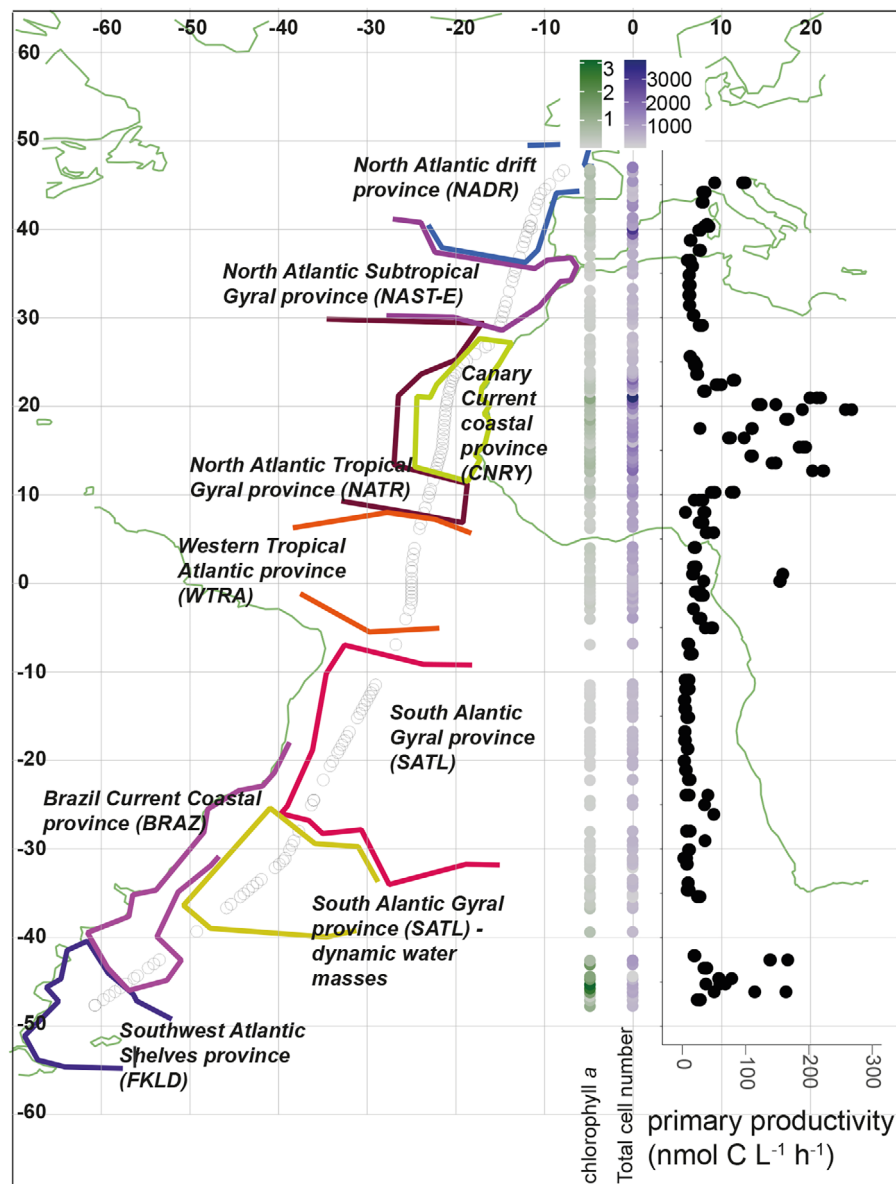 -60 -50 -40 -30 -20 -10 0 10 20
60
50
40
30
20
10
0
-10
-20
-30
-40
-50
-60
3
2
1
3000
2000
1000
North Atlantic drift
province (NADR)
North Atlantic Subtropical
Gyral province (NAST-E)
Canary
Current
coastal
province
(CNRY)
North Atlantic Tropical
Gyral province (NATR)
Western Tropical
Atlantic province
(WTRA)
South Alantic
Gyral province
(SATL)
Brazil Current Coastal
province (BRAZ)
South Alantic Gyral
province (SATL) -
dynamic water
masses
Southwest Atlantic
Shelves province
(FKLD)
chlorophyll a
Total cell number
0 100 200 300
primary productivity
(nmol C L⁻¹ h⁻¹)